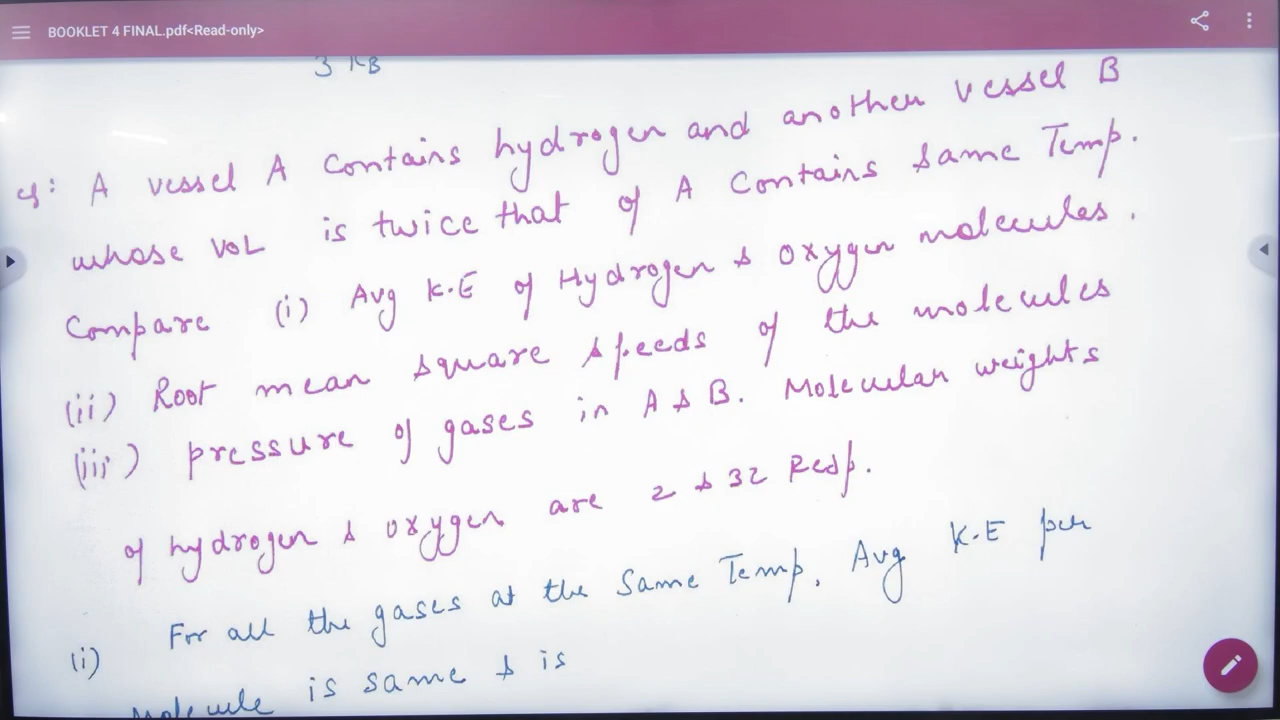 BOOKLET 4 FINAL.pdf<Read-only>
3 KB
eg: A vessel A contains hydrogen and another vessel B
whose VOL is twice that of A contains same Temp.
Compare (i) Avg K.E of Hydrogen & oxygen molecules.
(ii) Root mean square speeds of the molecules
(iii) pressure of gases in A & B. Molecular weights
of hydrogen & oxygen are 2 & 32 Resp.
(i) For all the gases at the same Temp, Avg K.E per
Molecule is same & is